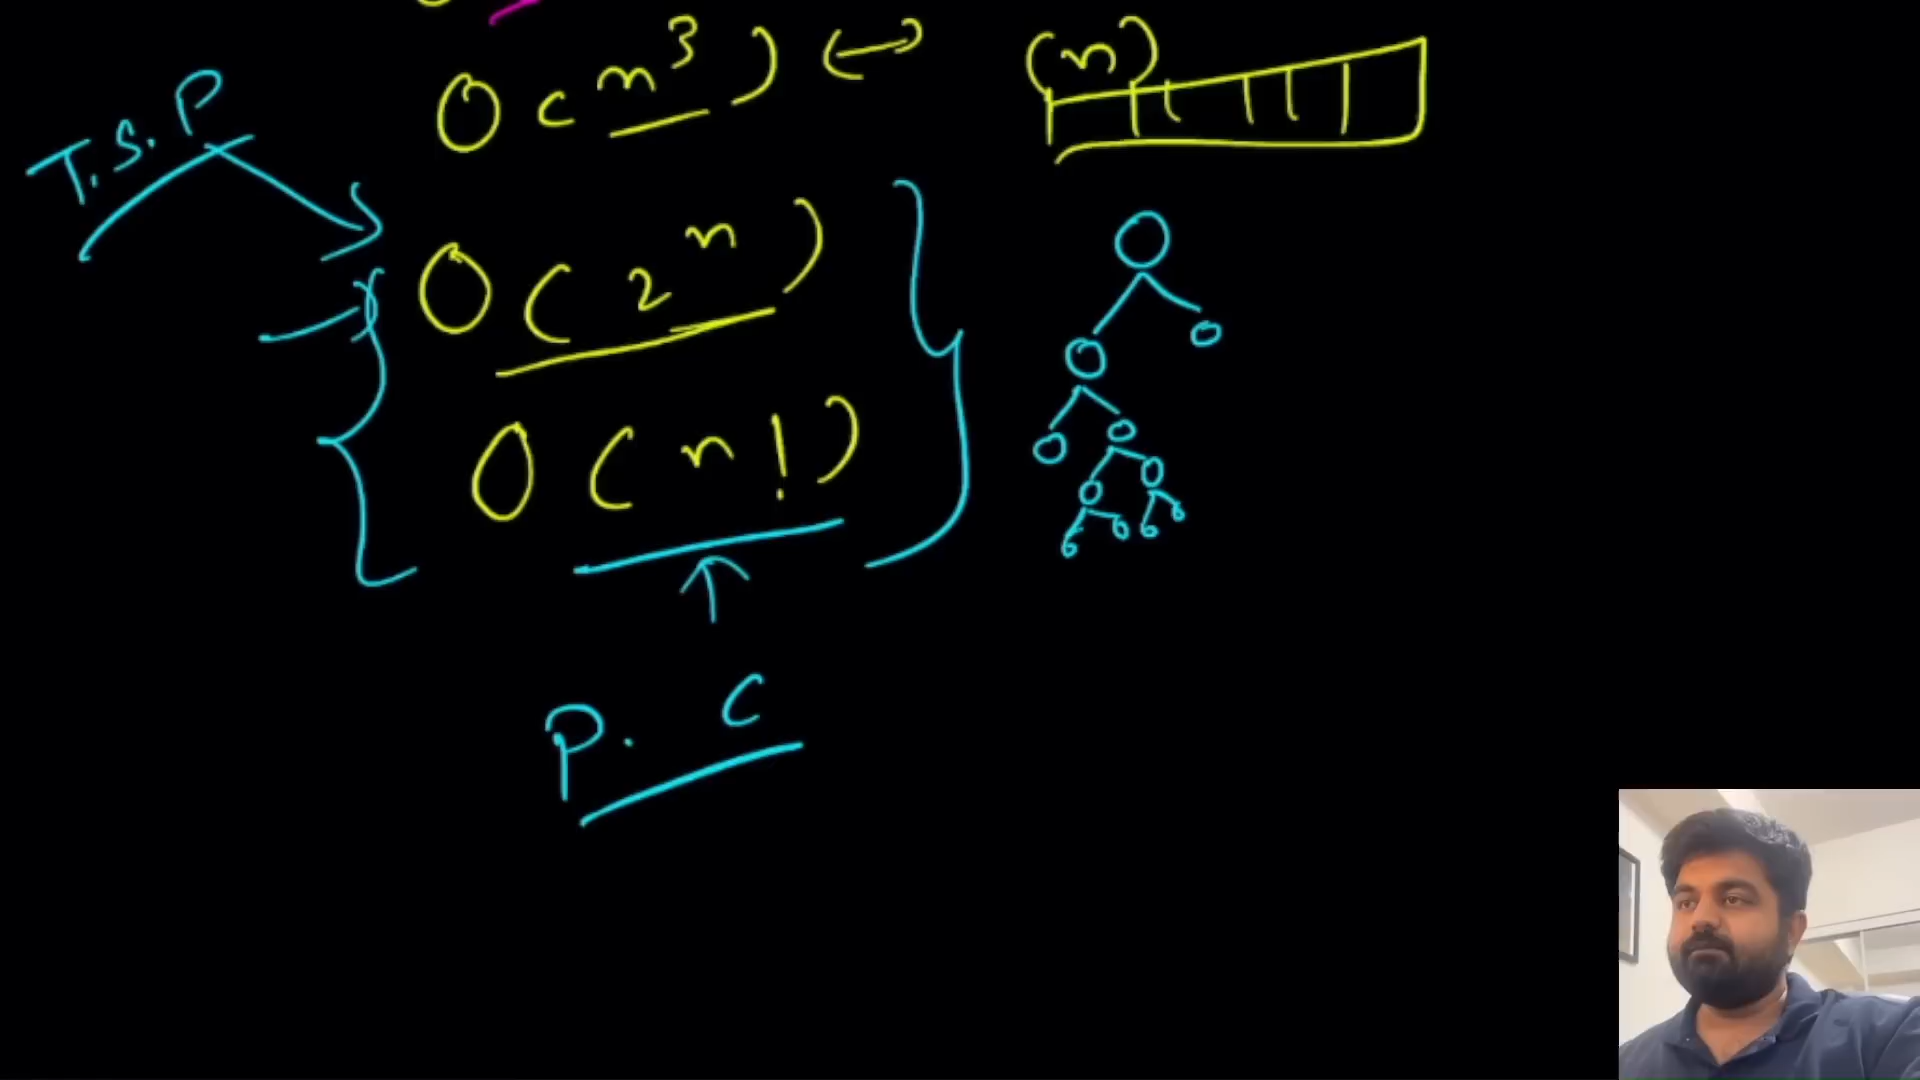 O(n³) ↔ (n)
T.S.P
O(2ⁿ)
O(n!)
P. C